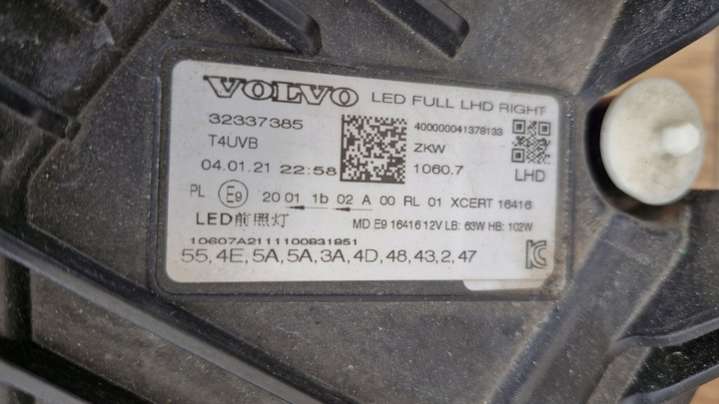 VOLVO LED FULL LHD RIGHT
32337385
400000041379133
T4UVB
ZKW
04.01.21 22:58
1060.7
LHD
PL E9 20 01 1b 02 A 00 RL 01 XCERT 16416
LED前照灯
MD E9 16416 12V LB: 63W HB: 102W
10607A2111100931951
55,4E,5A,5A,3A,4D,48,43,2,47